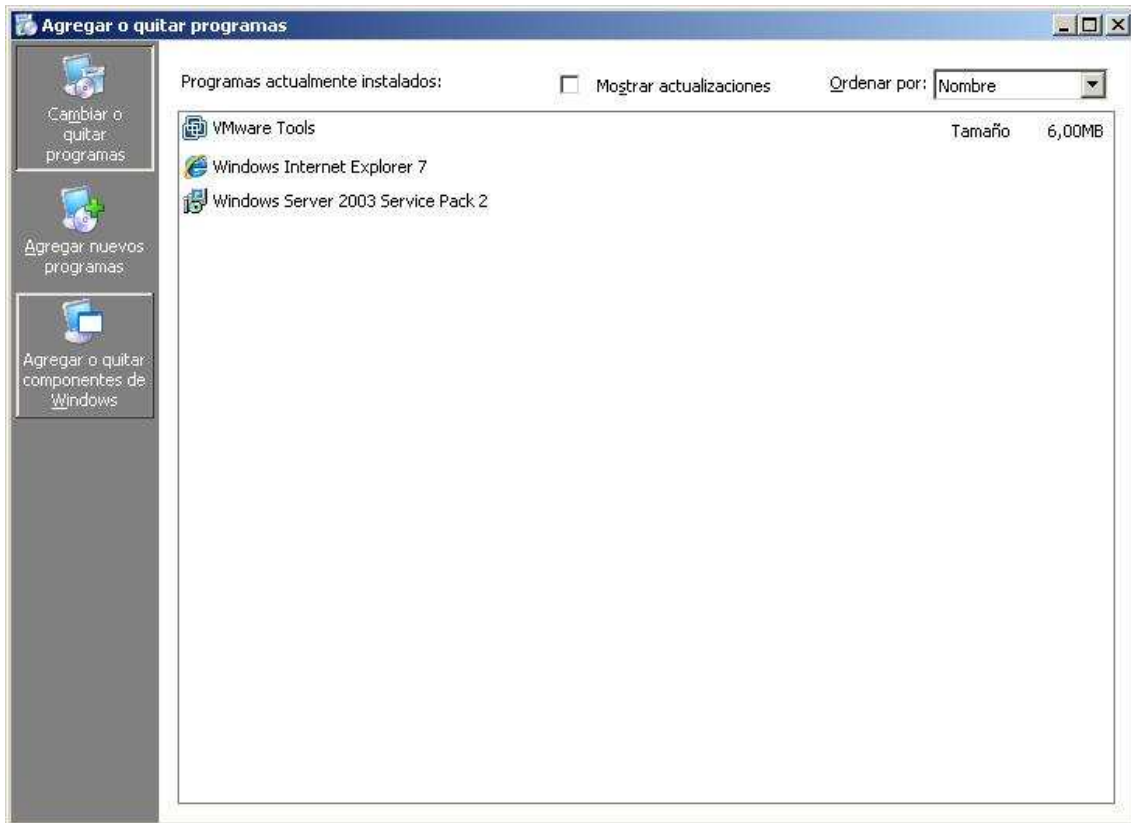 Agregar o quitar programas
Cambiar o
quitar
programas
Agregar nuevos
programas
Agregar o quitar
componentes de
Windows
Programas actualmente instalados:
Mostrar actualizaciones
Ordenar por: Nombre
VMware Tools Tamaño 6,00MB
Windows Internet Explorer 7
Windows Server 2003 Service Pack 2